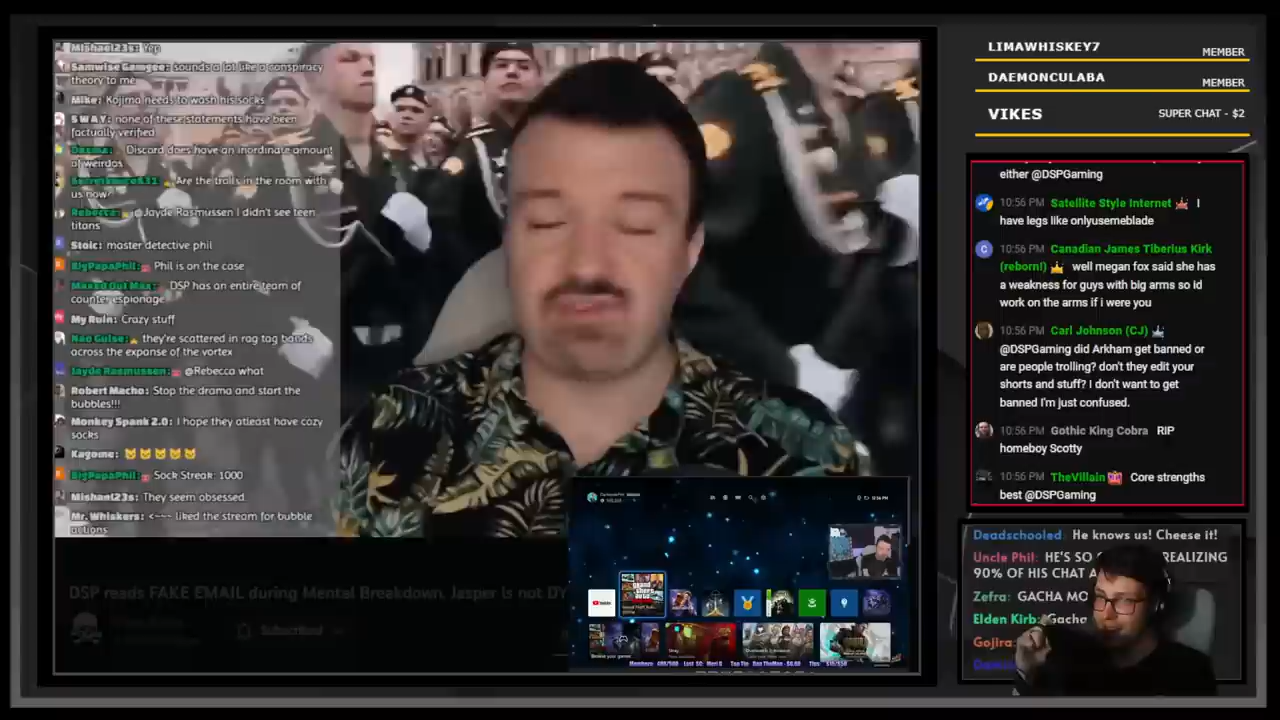 Mishael23s: Yep
Samwise Gamgee: sounds a lot like a conspiracy
theory to me
Mike: Kojima needs to wash his socks
S W A Y: none of these statements have been
factually verified
Discord does have an inordinate amount
of weirdos
Are the trolls in the room with
us now?
Rebecca: @Jayde Rasmussen I didn't see teen
titans
Stoic: master detective phil
BigPapaPhil: Phil is on the case
Maxed Out Max: DSP has an entire team of
counter espionage
My Ruin: Crazy stuff
they're scattered in rag tag bands
across the expanse of the vortex
Jayde Rasmussen: @Rebecca what
Robert Macho: Stop the drama and start the
bubbles!!!
Monkey Spank 2.0: I hope they atleast have cozy
socks
Kagome:
BigPapaPhil: Sock Streak: 1000
Mishael23s: They seem obsessed.
Mr. Whiskers: <~~~ liked the stream for bubble
actions
DSP reads FAKE EMAIL during Mental Breakdown. Jasper is not DY
Subscribed
LIMAWHISKEY7 MEMBER
DAEMONCULABA MEMBER
VIKES SUPER CHAT - $2
either @DSPGaming
10:56 PM Satellite Style Internet I
have legs like onlyusemeblade
10:56 PM Canadian James Tiberius Kirk
(reborn!) well megan fox said she has
a weakness for guys with big arms so Id
work on the arms if i were you
10:56 PM Carl Johnson (CJ)
@DSPGaming did Arkham get banned or
are people trolling? don't they edit your
shorts and stuff? I don't want to get
banned I'm just confused.
10:56 PM Gothic King Cobra RIP
homeboy Scotty
10:56 PM TheVillain Core strengths
best @DSPGaming
Deadschooled He knows us! Cheese it!
Uncle Phil: HE'S SO REALIZING
90% OF HIS CHAT A
Zefra: GACHA MO
Elden Kirb: Gacha
Gojira: